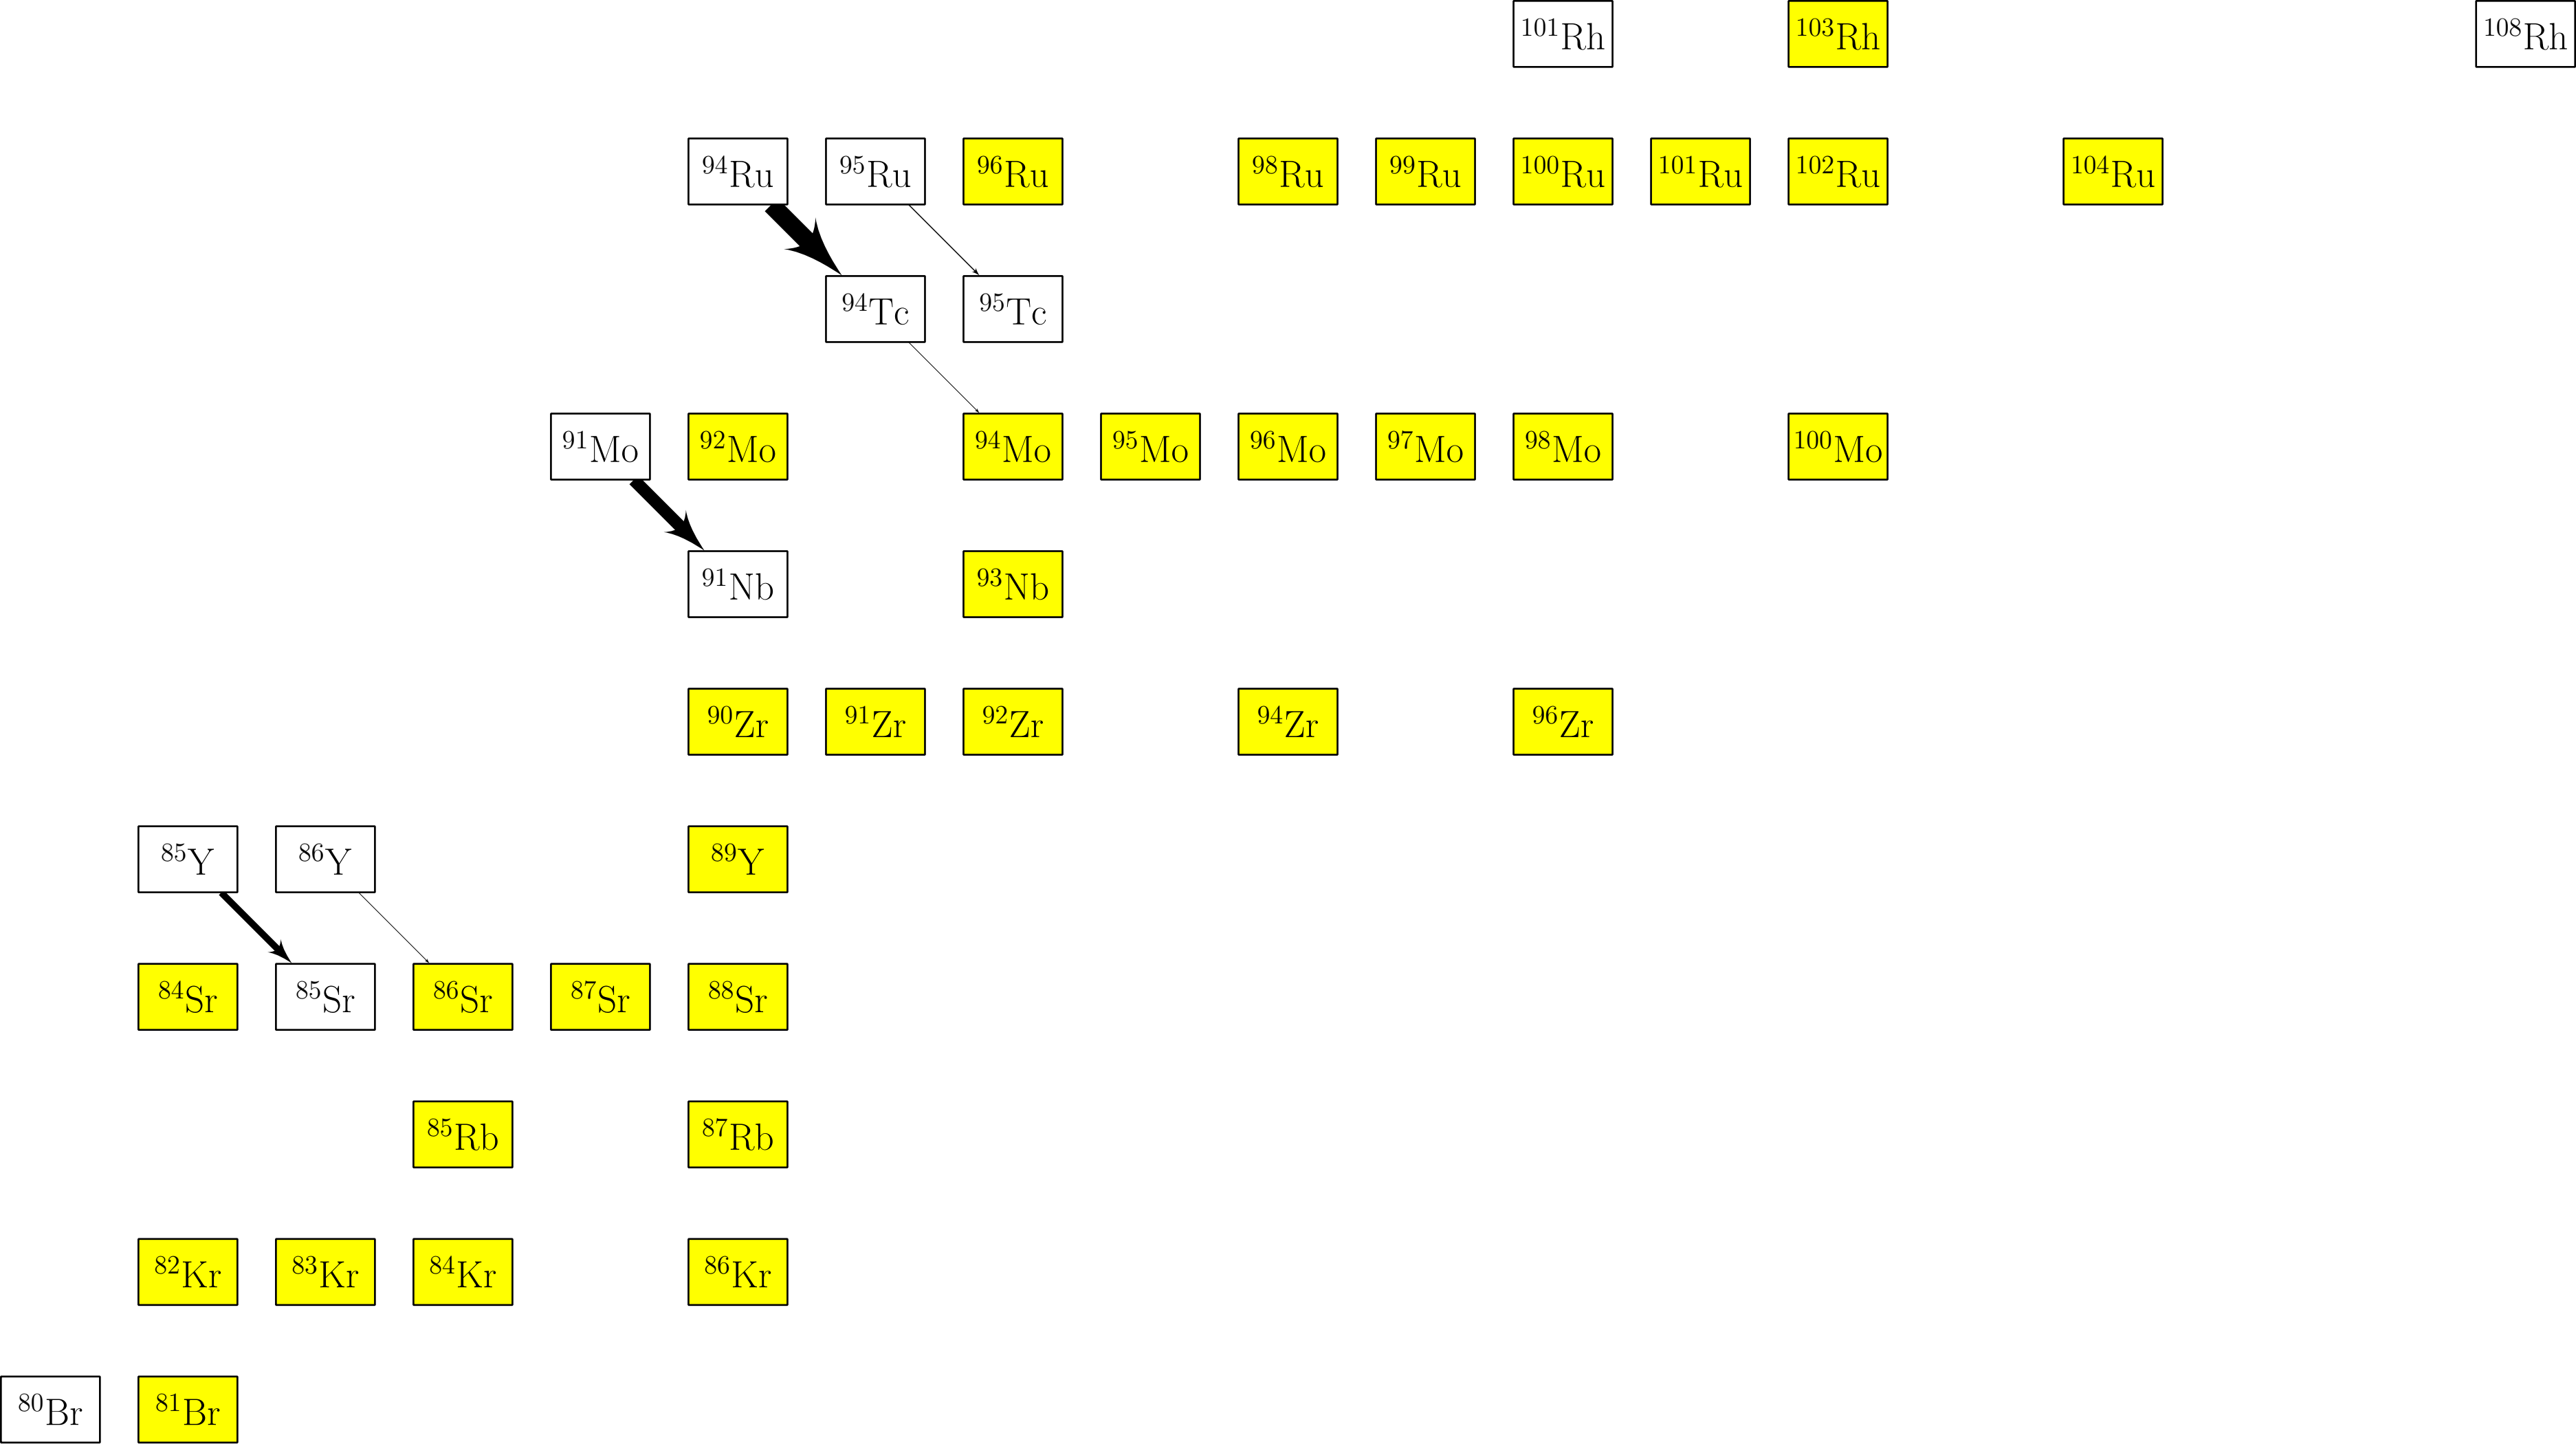 ¹⁰¹Rh ¹⁰³Rh ¹⁰⁸Rh
⁹⁴Ru ⁹⁵Ru ⁹⁶Ru ⁹⁸Ru ⁹⁹Ru ¹⁰⁰Ru ¹⁰¹Ru ¹⁰²Ru ¹⁰⁴Ru
⁹⁴Tc ⁹⁵Tc
⁹¹Mo ⁹²Mo ⁹⁴Mo ⁹⁵Mo ⁹⁶Mo ⁹⁷Mo ⁹⁸Mo ¹⁰⁰Mo
⁹¹Nb ⁹³Nb
⁹⁰Zr ⁹¹Zr ⁹²Zr ⁹⁴Zr ⁹⁶Zr
⁸⁵Y ⁸⁶Y ⁸⁹Y
⁸⁴Sr ⁸⁵Sr ⁸⁶Sr ⁸⁷Sr ⁸⁸Sr
⁸⁵Rb ⁸⁷Rb
⁸²Kr ⁸³Kr ⁸⁴Kr ⁸⁶Kr
⁸⁰Br ⁸¹Br